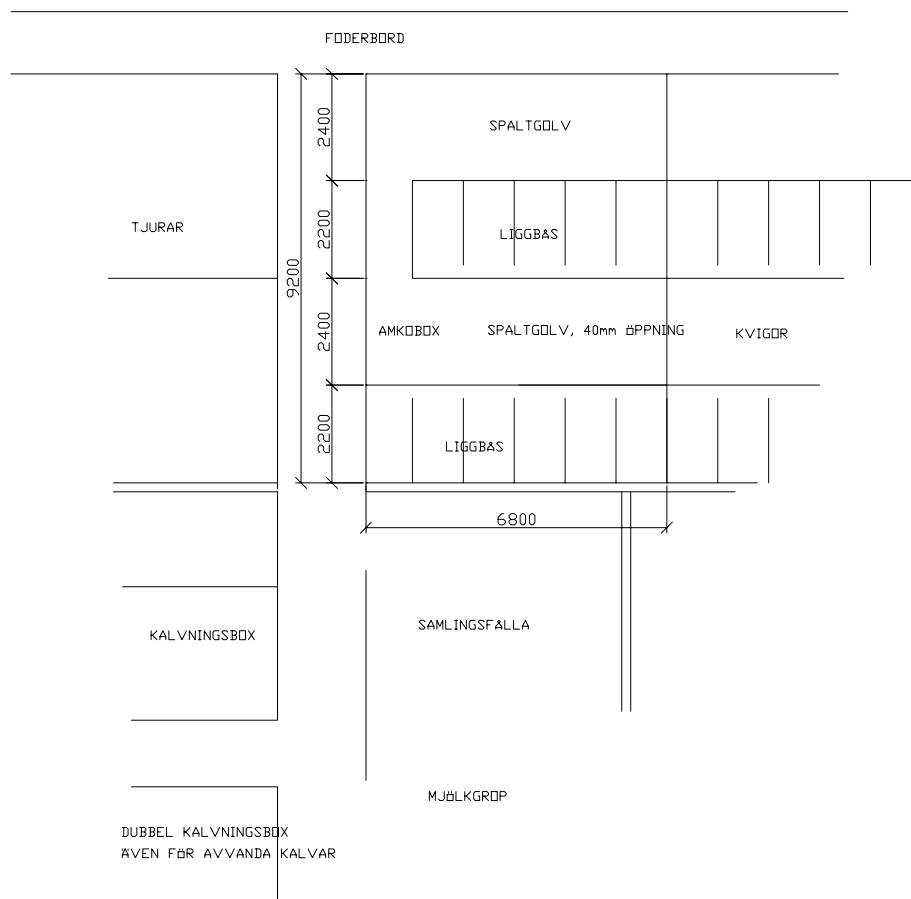 FODERBORD
2400
SPALTGOLV
TJURAR
2200
LIGGBÅS
9200
2400
AMKOBOX
SPALTGOLV, 40mm ÖPPNING
KVIGOR
2200
LIGGBÅS
6800
SAMLINGSFÅLLA
KALVNINGSBOX
MJÖLKGROP
DUBBEL KALVNINGSBOX
ÄVEN FÖR AVVANDA KALVAR